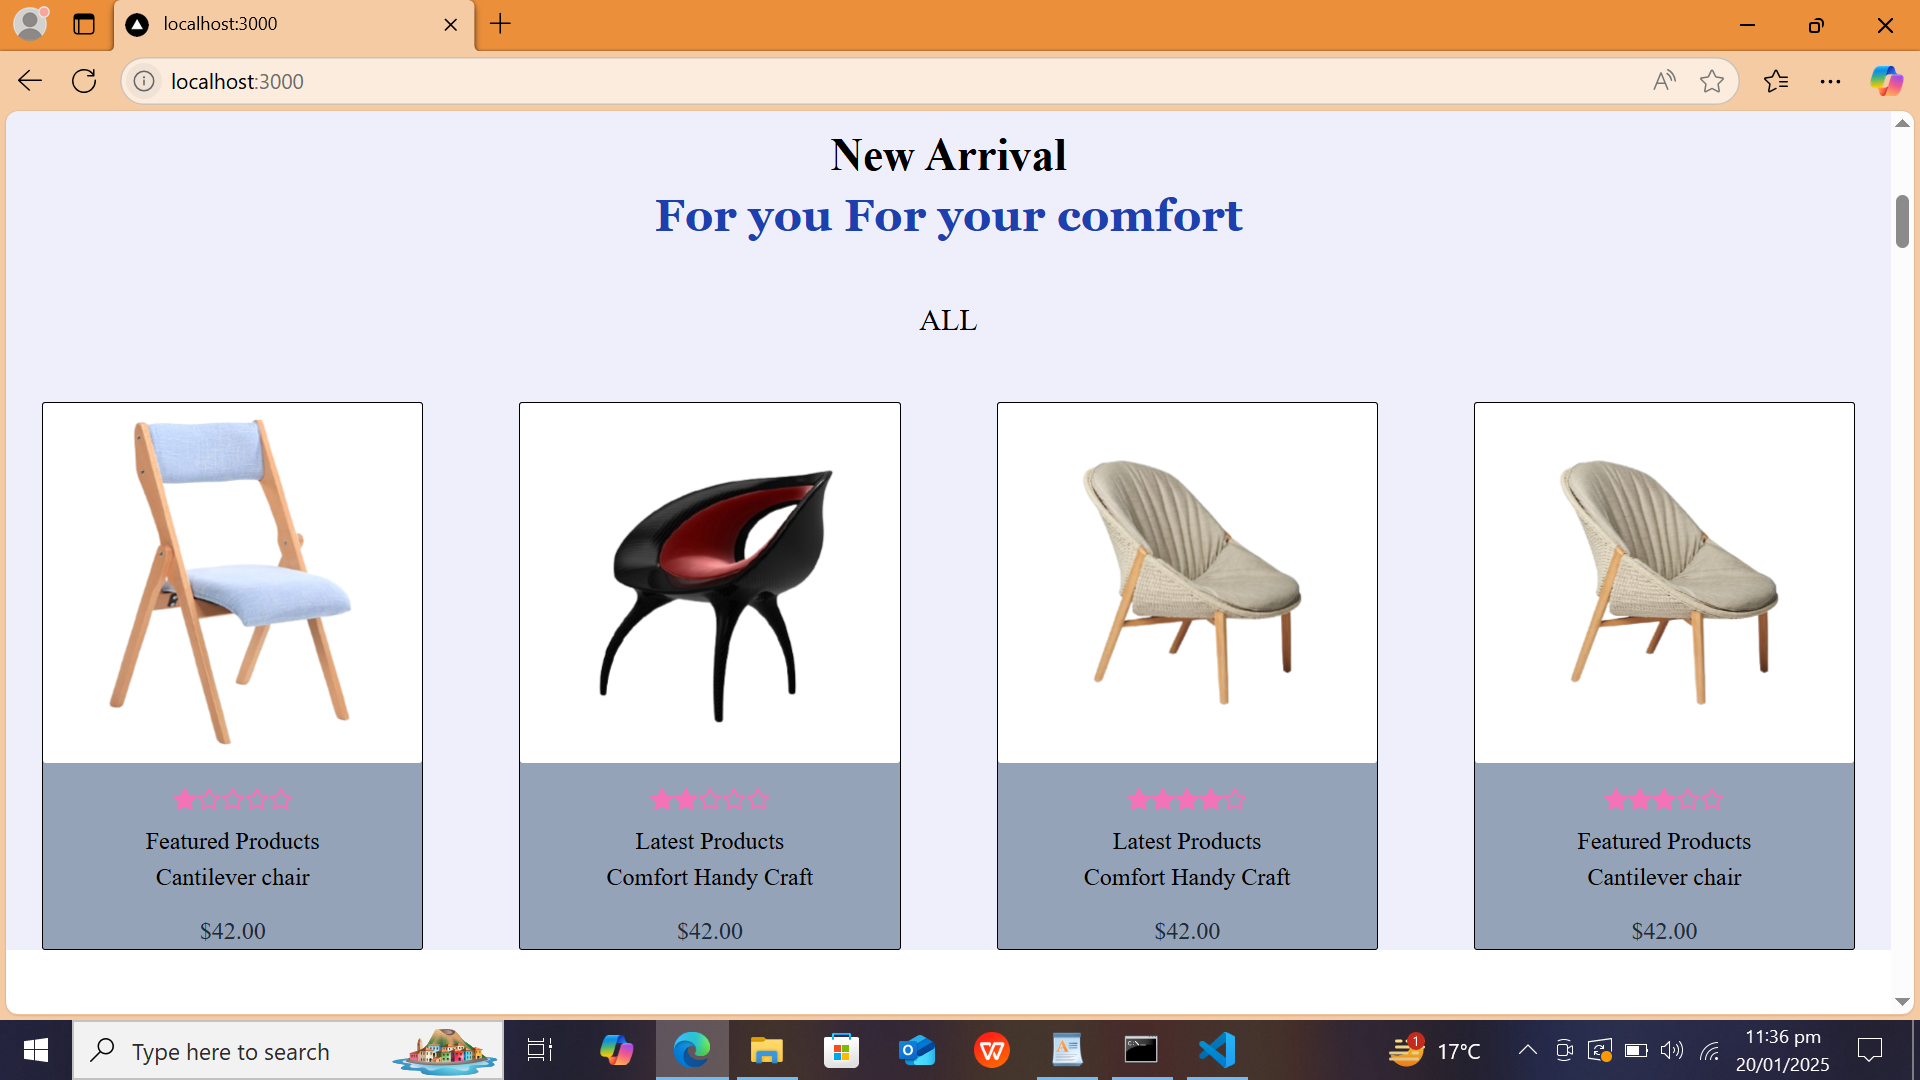 localhost:3000
localhost:3000
New Arrival
For you For your comfort
ALL
Featured Products
Cantilever chair
$42.00
Latest Products
Comfort Handy Craft
$42.00
Latest Products
Comfort Handy Craft
$42.00
Featured Products
Cantilever chair
$42.00
Type here to search
1
17°C
11:36 pm
20/01/2025